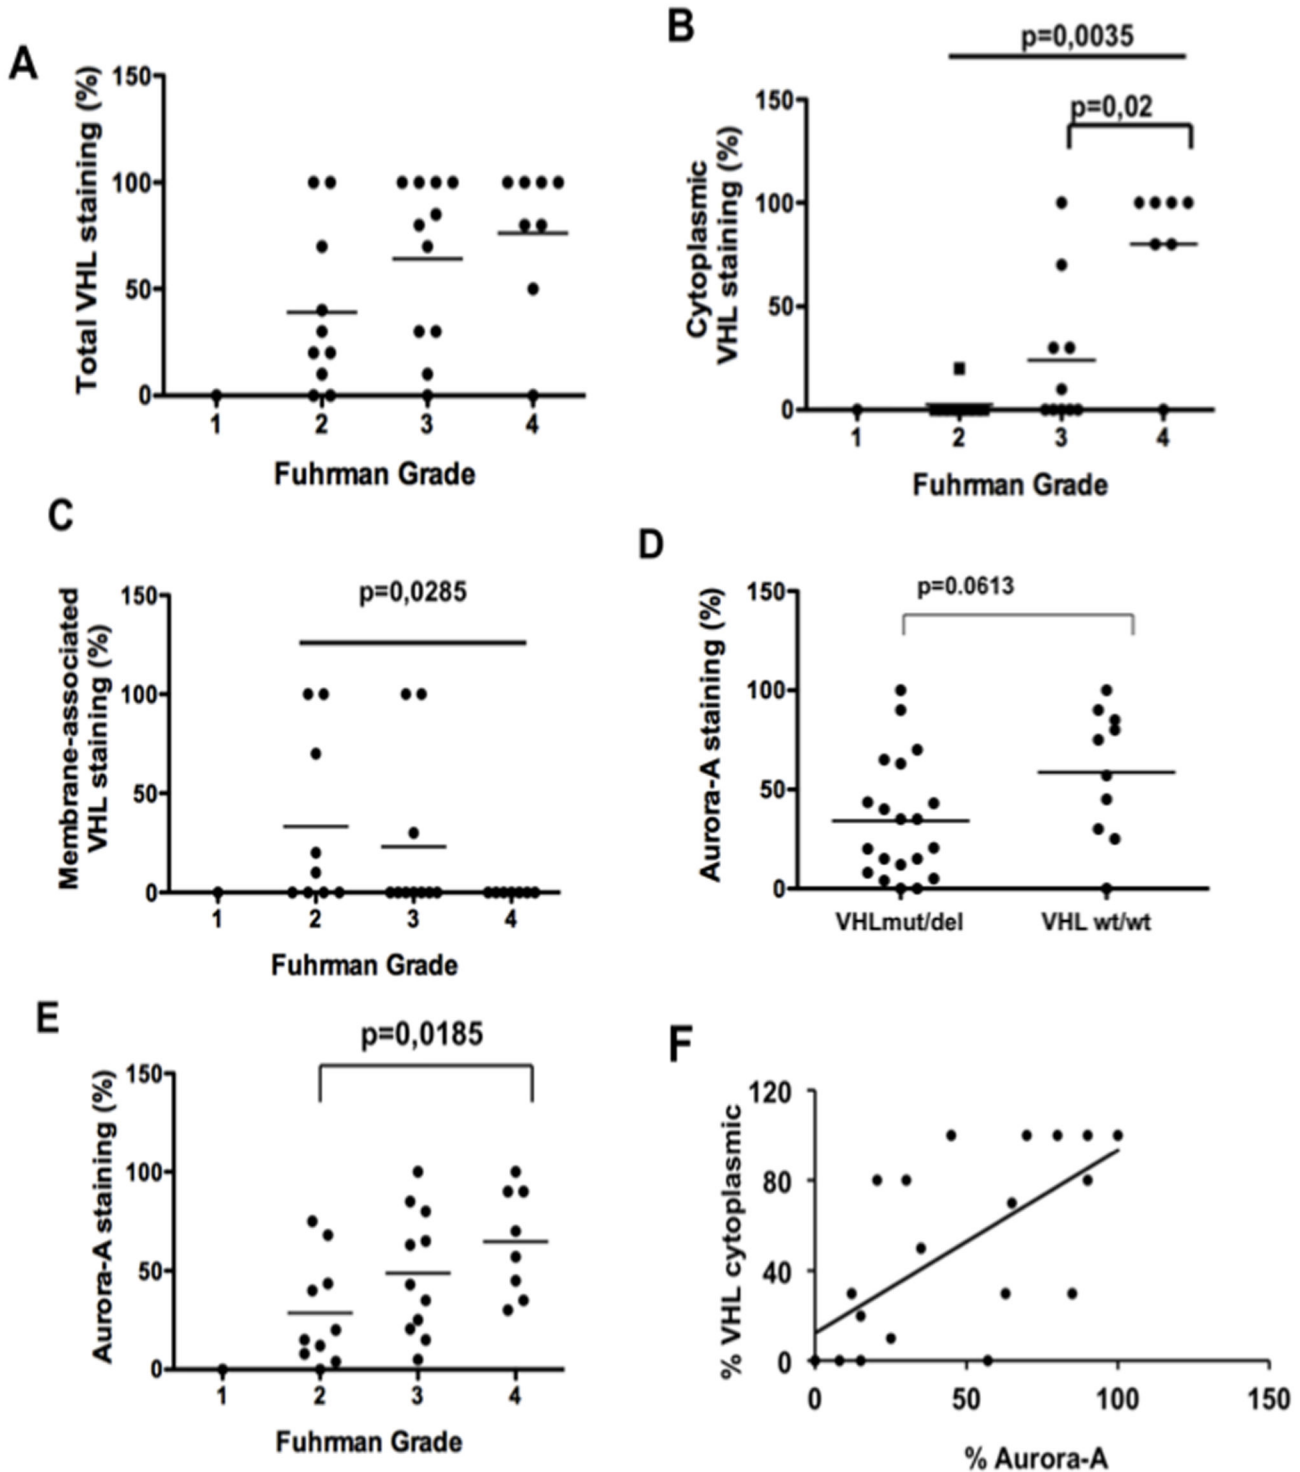 A
Total VHL staining (%)
150
100
50
0
1 2 3 4
Fuhrman Grade
B
p=0,0035
p=0,02
Cytoplasmic
VHL staining (%)
150
100
50
0
1 2 3 4
Fuhrman Grade
C
p=0,0285
Membrane-associated
VHL staining (%)
150
100
50
0
1 2 3 4
Fuhrman Grade
D
p=0.0613
Aurora-A staining (%)
150
100
50
0
VHLmut/del VHL wt/wt
E
p=0,0185
Aurora-A staining (%)
150
100
50
0
1 2 3 4
Fuhrman Grade
F
% VHL cytoplasmic
120
80
40
0
0 50 100 150
% Aurora-A